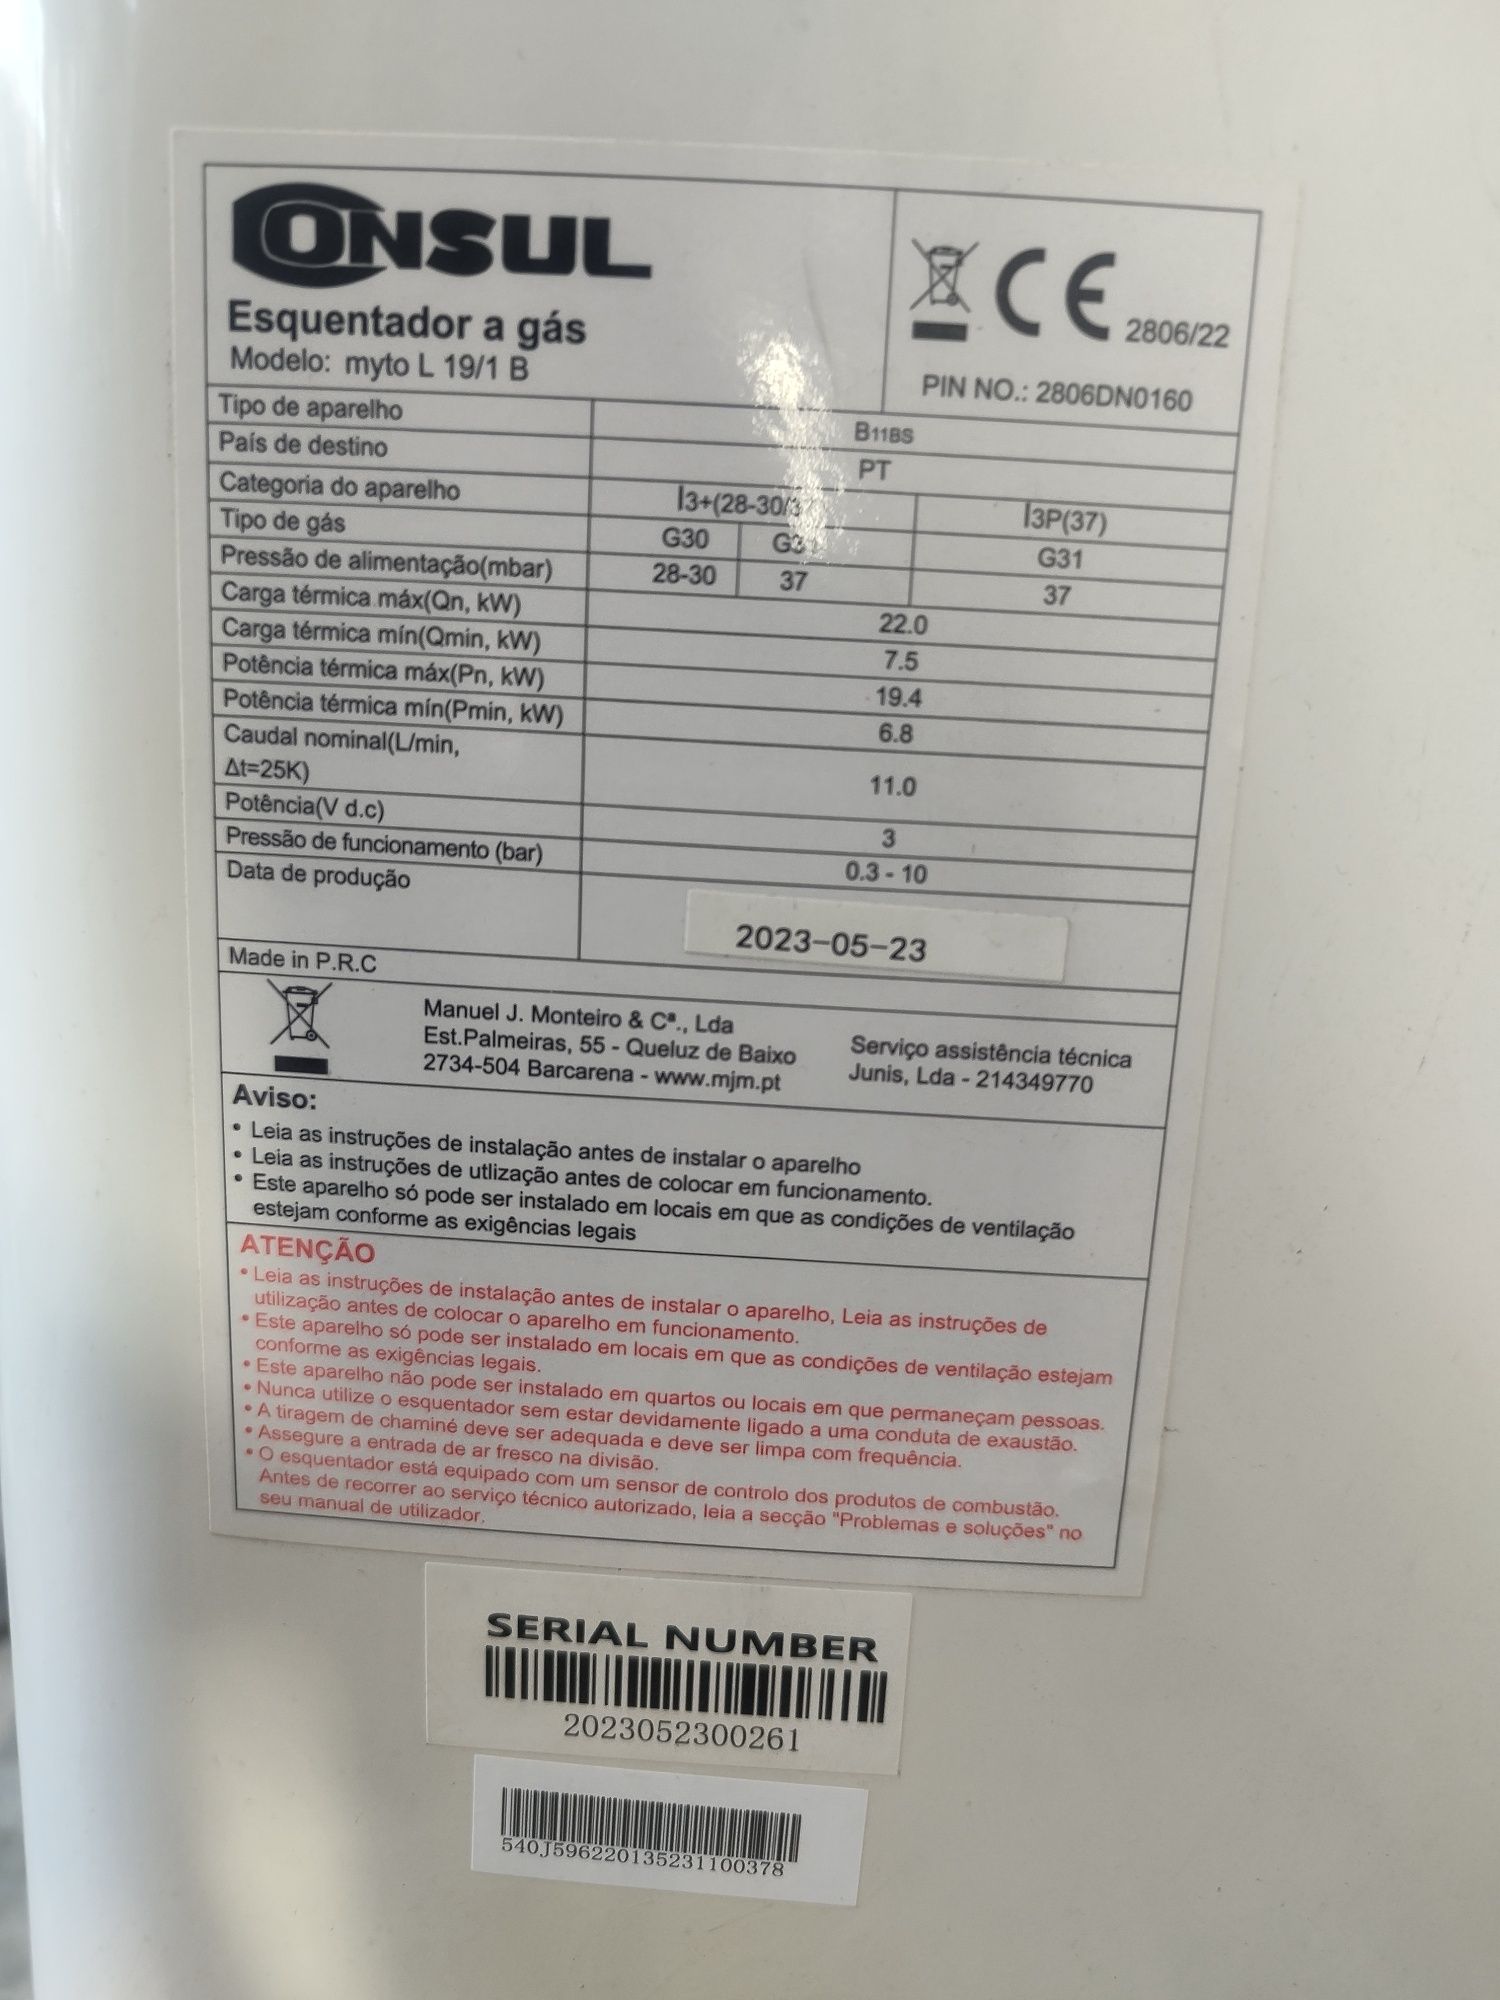 CONSUL
Esquentador a gás
Modelo: myto L 19/1 B
CE 2806/22
PIN NO.: 2806DN0160
Tipo de aparelho B11BS
País de destino PT
Categoria do aparelho I3+(28-30/3 I3P(37)
Tipo de gás G30 G31 G31
Pressão de alimentação(mbar) 28-30 37 37
Carga térmica máx(Qn, kW) 22.0
Carga térmica mín(Qmin, kW) 7.5
Potência térmica máx(Pn, kW) 19.4
Potência térmica mín(Pmin, kW) 6.8
Caudal nominal(L/min,
Δt=25K) 11.0
Potência(V d.c) 3
Pressão de funcionamento (bar) 0.3 - 10
Data de produção 2023-05-23
Made in P.R.C
Manuel J. Monteiro & Cª., Lda
Est.Palmeiras, 55 - Queluz de Baixo
2734-504 Barcarena - www.mjm.pt
Serviço assistência técnica
Junis, Lda - 214349770
Aviso:
• Leia as instruções de instalação antes de instalar o aparelho
• Leia as instruções de utlização antes de colocar em funcionamento.
• Este aparelho só pode ser instalado em locais em que as condições de ventilação
estejam conforme as exigências legais
ATENÇÃO
• Leia as instruções de instalação antes de instalar o aparelho, Leia as instruções de
utilização antes de colocar o aparelho em funcionamento.
• Este aparelho só pode ser instalado em locais em que as condições de ventilação estejam
conforme as exigências legais.
• Este aparelho não pode ser instalado em quartos ou locais em que permaneçam pessoas.
• Nunca utilize o esquentador sem estar devidamente ligado a uma conduta de exaustão.
• A tiragem de chaminé deve ser adequada e deve ser limpa com frequência.
• Assegure a entrada de ar fresco na divisão.
• O esquentador está equipado com um sensor de controlo dos produtos de combustão.
Antes de recorrer ao serviço técnico autorizado, leia a secção "Problemas e soluções" no
seu manual de utilizador.
SERIAL NUMBER
2023052300261
540J596220135231100378